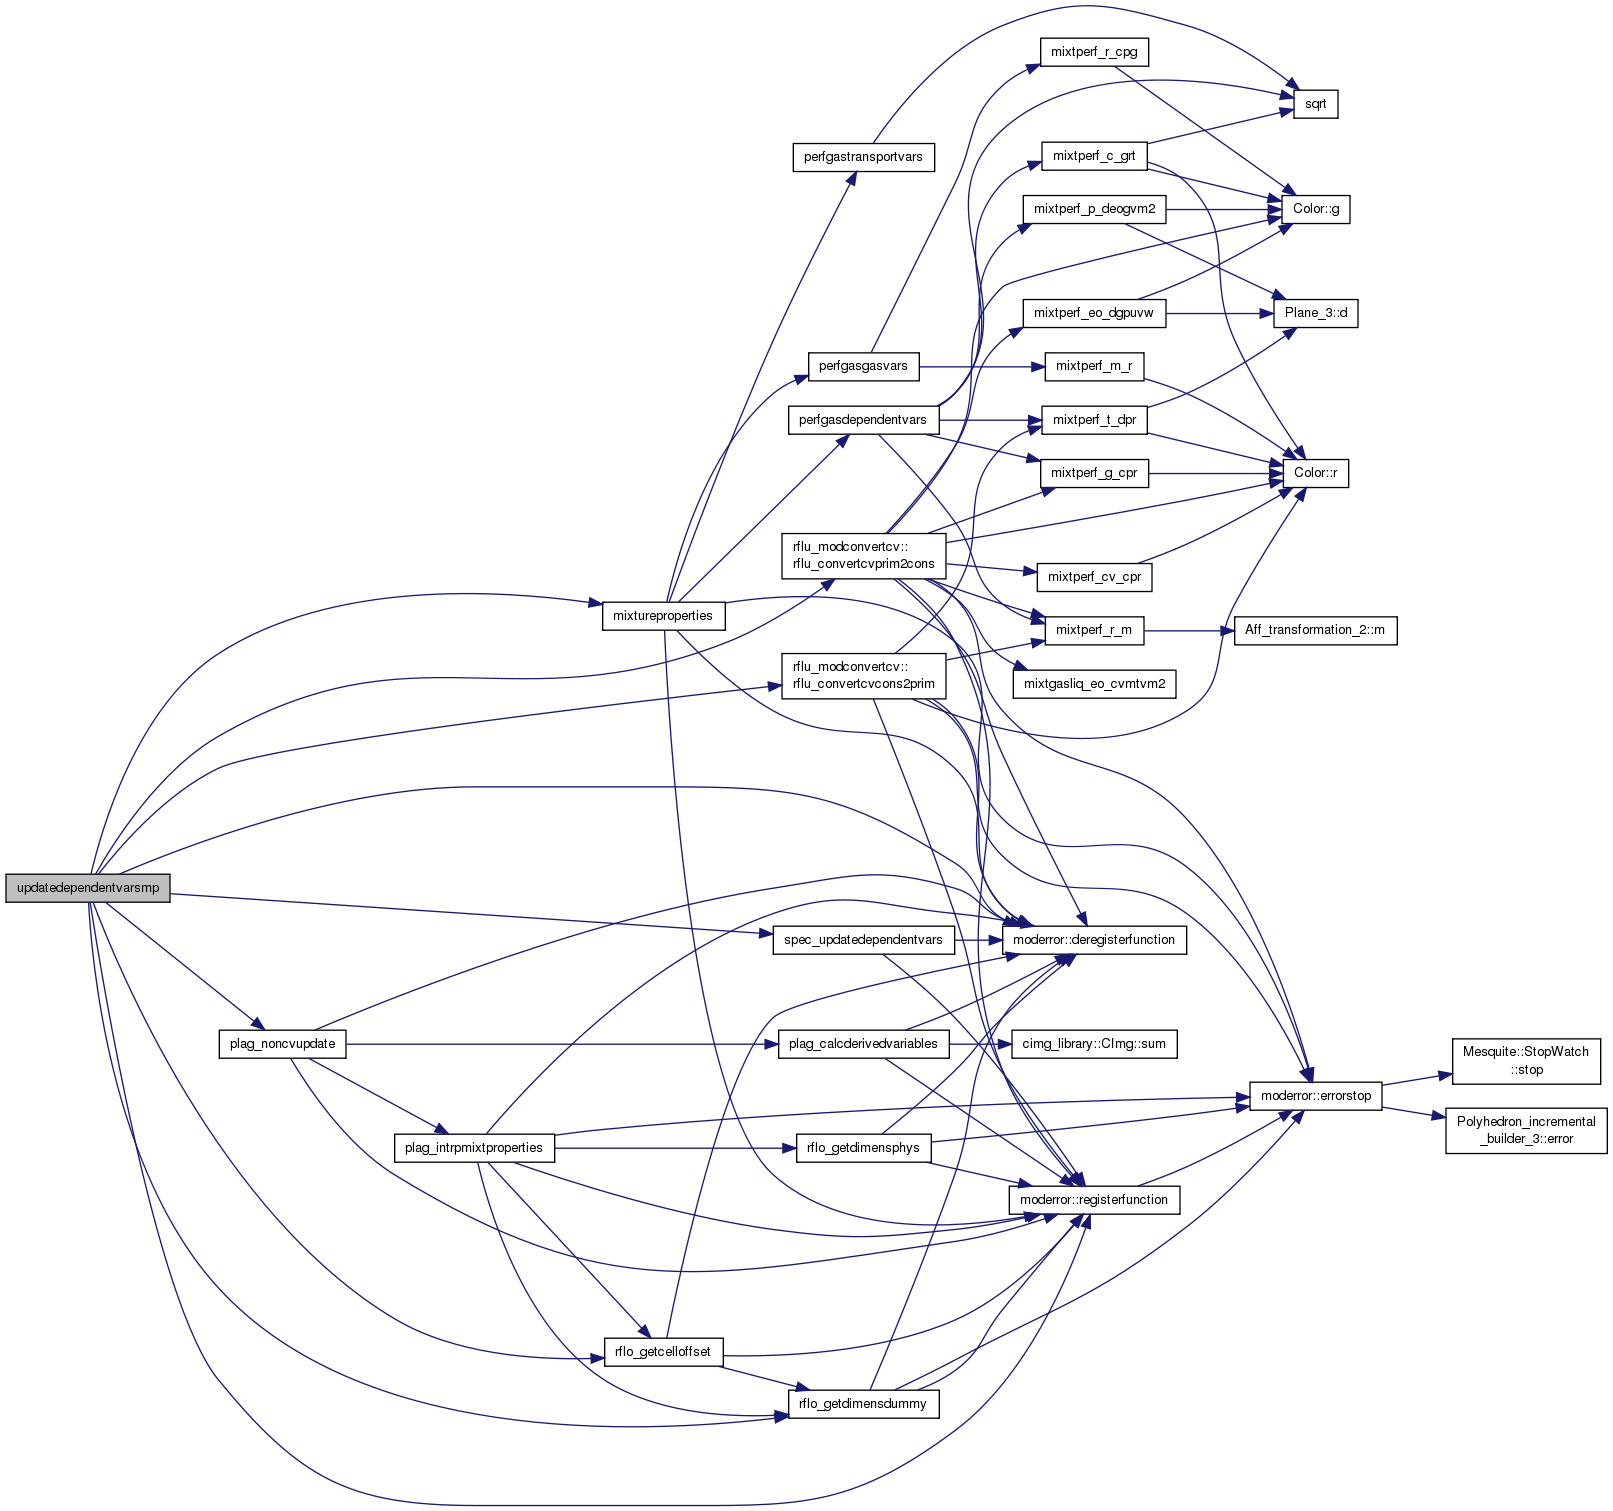 mixtperf_r_cpg
sqrt
perfgastransportvars
mixtperf_c_grt
mixtperf_p_deogvm2
Color::g
mixtperf_eo_dgpuvw
Plane_3::d
perfgasgasvars
mixtperf_m_r
perfgasdependentvars
mixtperf_t_dpr
mixtperf_g_cpr
Color::r
rflu_modconvertcv::
rflu_convertcvprim2cons
mixtperf_cv_cpr
mixtureproperties
mixtperf_r_m
Aff_transformation_2::m
rflu_modconvertcv::
rflu_convertcvcons2prim
mixtgasliq_eo_cvmtvm2
updatedependentvarsmp
spec_updatedependentvars
moderror::deregisterfunction
plag_noncvupdate
plag_calcderivedvariables
cimg_library::CImg::sum
Mesquite::StopWatch
::stop
moderror::errorstop
Polyhedron_incremental
_builder_3::error
plag_intrpmixtproperties
rflo_getdimensphys
moderror::registerfunction
rflo_getcelloffset
rflo_getdimensdummy